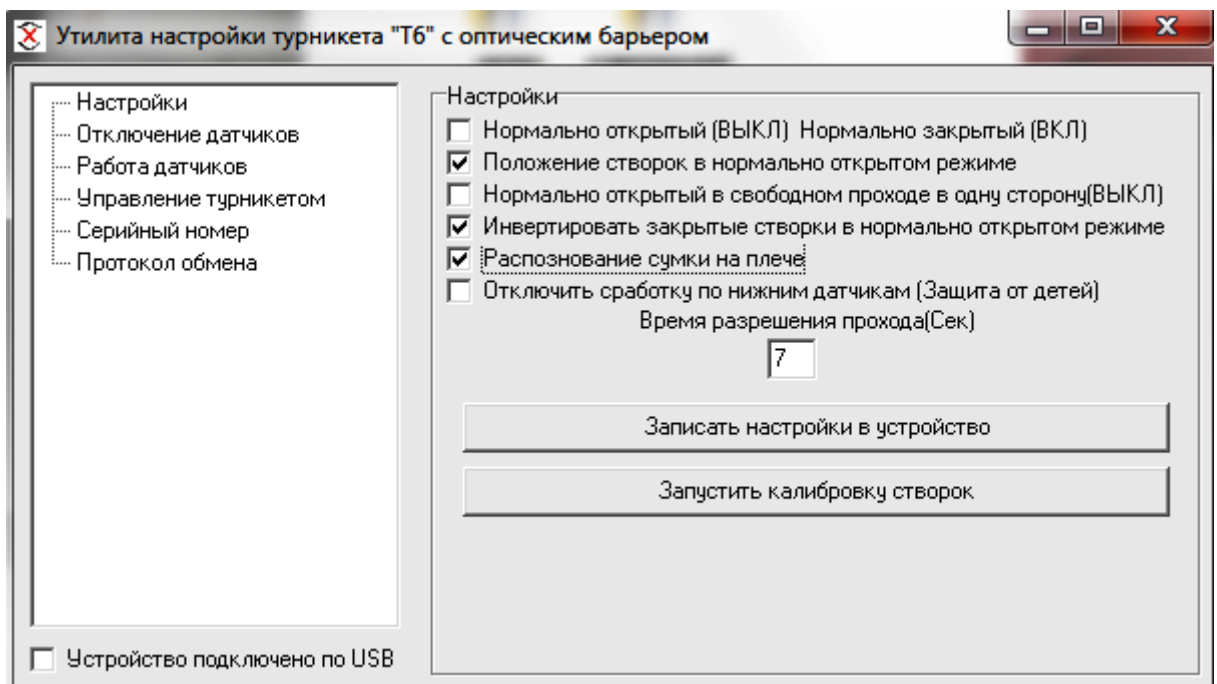 Утилита настройки турникета "Т6" с оптическим барьером
Настройки
Отключение датчиков
Работа датчиков
Управление турникетом
Серийный номер
Протокол обмена
Устройство подключено по USB
Настройки
Нормально открытый (ВЫКЛ) Нормально закрытый (ВКЛ)
Положение створок в нормально открытом режиме
Нормально открытый в свободном проходе в одну сторону(ВЫКЛ)
Инвертировать закрытые створки в нормально открытом режиме
Распознование сумки на плече
Отключить сработку по нижним датчикам (Защита от детей)
Время разрешения прохода(Сек)
7
Записать настройки в устройство
Запустить калибровку створок